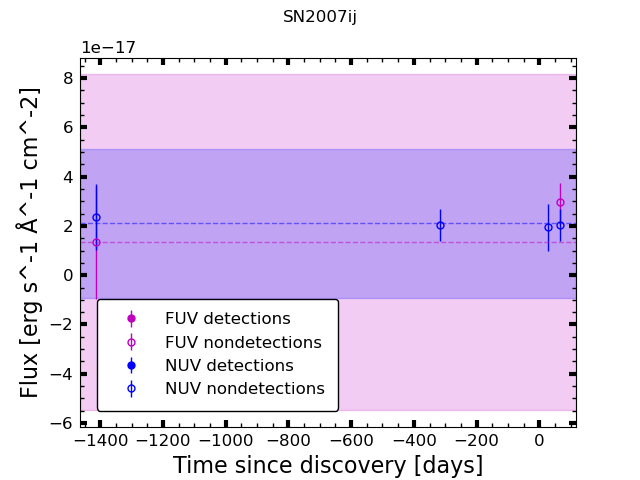 SN2007ij
1e−17
8
6
4
2
0
−2
−4
−6
Flux [erg s^-1 Å^-1 cm^-2]
FUV detections
FUV nondetections
NUV detections
NUV nondetections
−1400 −1200 −1000 −800 −600 −400 −200 0
Time since discovery [days]